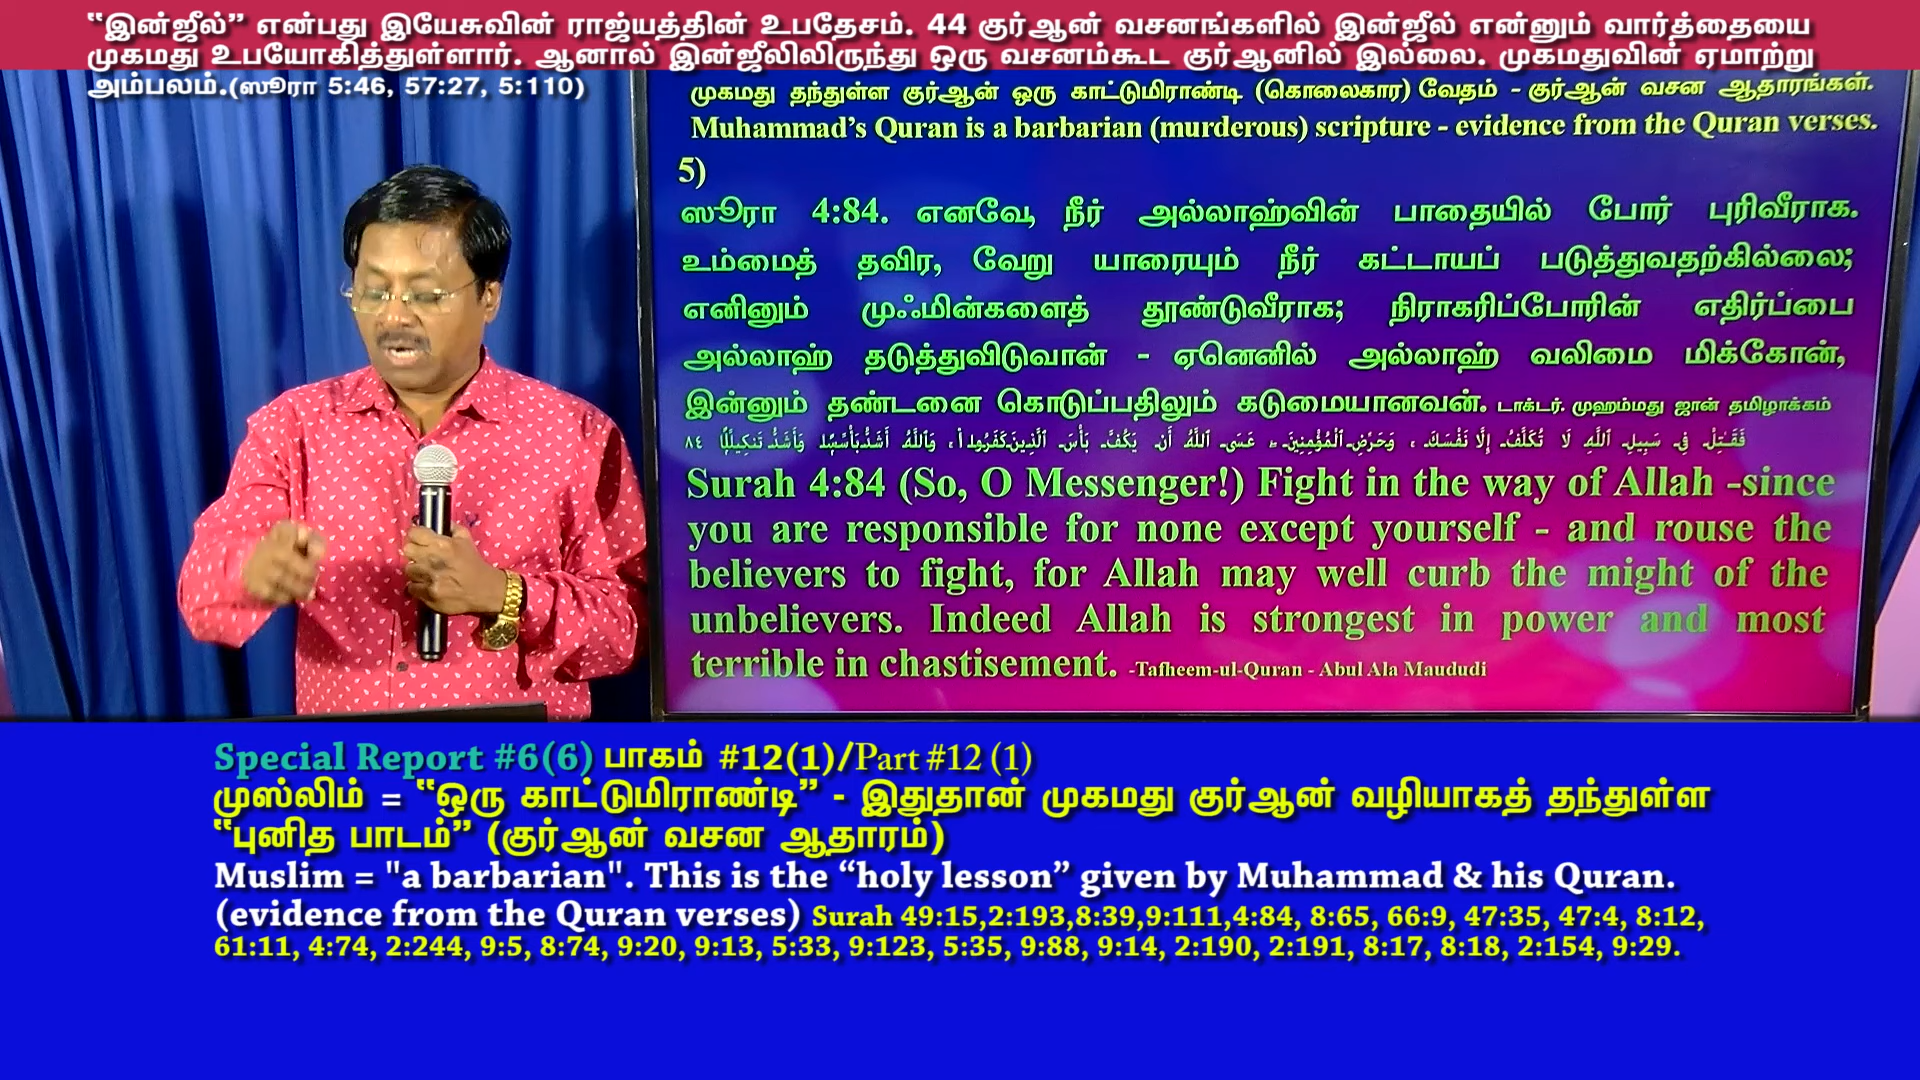 “இன்ஜீல்” என்பது இயேசுவின் ராஜ்யத்தின் உபதேசம். 44 குர்ஆன் வசனங்களில் இன்ஜீல் என்னும் வார்த்தையை
முகமது உபயோகித்துள்ளார். ஆனால் இன்ஜீலிலிருந்து ஒரு வசனம்கூட குர்ஆனில் இல்லை. முகமதுவின் ஏமாற்று
அம்பலம்.(ஸூரா 5:46, 57:27, 5:110)
முகமது தந்துள்ள குர்ஆன் ஒரு காட்டுமிராண்டி (கொலைகார) வேதம் - குர்ஆன் வசன ஆதாரங்கள்.
Muhammad’s Quran is a barbarian (murderous) scripture - evidence from the Quran verses.
5)
ஸூரா 4:84. எனவே, நீர் அல்லாஹ்வின் பாதையில் போர் புரிவீராக.
உம்மைத் தவிர, வேறு யாரையும் நீர் கட்டாயப் படுத்துவதற்கில்லை;
எனினும் முஃமின்களைத் தூண்டுவீராக; நிராகரிப்போரின் எதிர்ப்பை
அல்லாஹ் தடுத்துவிடுவான் - ஏனெனில் அல்லாஹ் வலிமை மிக்கோன்,
இன்னும் தண்டனை கொடுப்பதிலும் கடுமையானவன். டாக்டர். முஹம்மது ஜான் தமிழாக்கம்
فَقَـٰتِلْ فِى سَبِيلِ ٱللَّهِ لَا تُكَلَّفُ إِلَّا نَفْسَكَ ۚ وَحَرِّضِ ٱلْمُؤْمِنِينَ ۖ عَسَى ٱللَّهُ أَن يَكُفَّ بَأْسَ ٱلَّذِينَ كَفَرُوا۟ ۚ وَٱللَّهُ أَشَدُّ بَأْسًا وَأَشَدُّ تَنكِيلًا ٨٤
Surah 4:84 (So, O Messenger!) Fight in the way of Allah -since
you are responsible for none except yourself - and rouse the
believers to fight, for Allah may well curb the might of the
unbelievers. Indeed Allah is strongest in power and most
terrible in chastisement. -Tafheem-ul-Quran - Abul Ala Maududi
Special Report #6(6) பாகம் #12(1)/Part #12 (1)
முஸ்லிம் = “ஒரு காட்டுமிராண்டி” - இதுதான் முகமது குர்ஆன் வழியாகத் தந்துள்ள
“புனித பாடம்” (குர்ஆன் வசன ஆதாரம்)
Muslim = "a barbarian". This is the “holy lesson” given by Muhammad & his Quran.
(evidence from the Quran verses) Surah 49:15,2:193,8:39,9:111,4:84, 8:65, 66:9, 47:35, 47:4, 8:12,
61:11, 4:74, 2:244, 9:5, 8:74, 9:20, 9:13, 5:33, 9:123, 5:35, 9:88, 9:14, 2:190, 2:191, 8:17, 8:18, 2:154, 9:29.